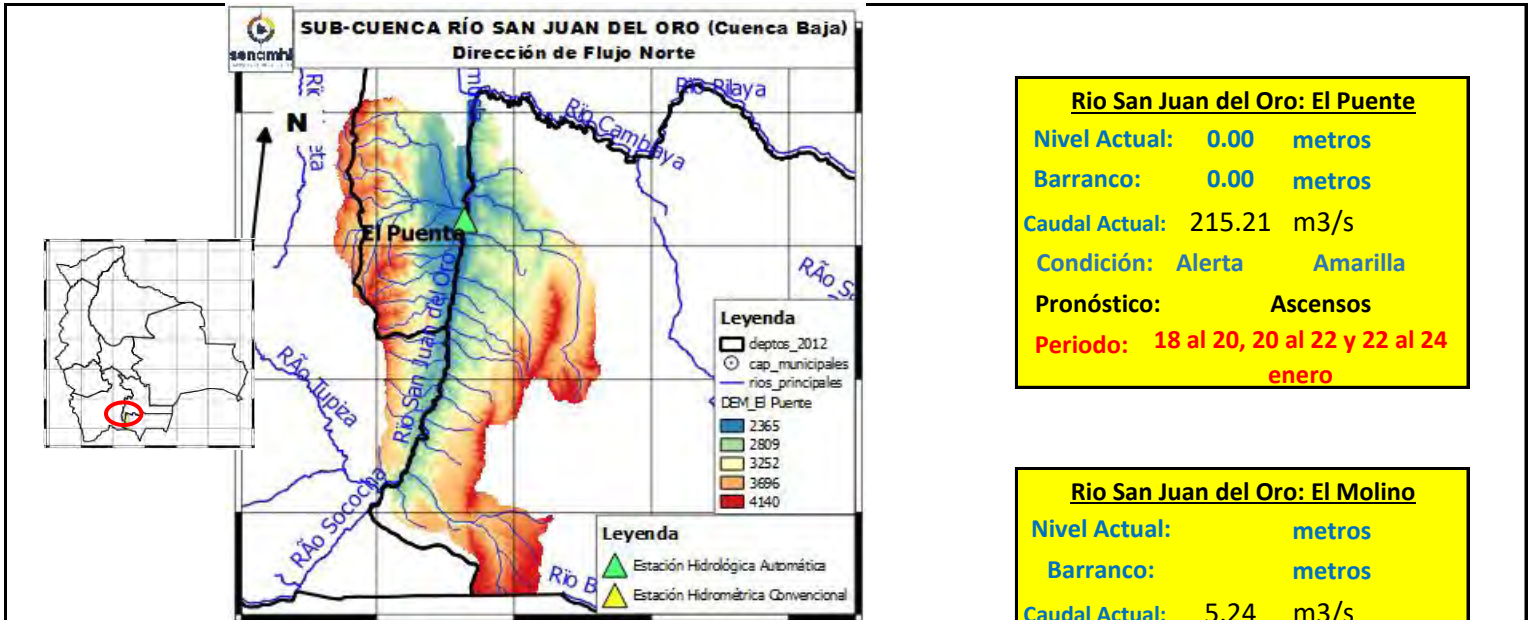 senamhi
SUB-CUENCA RÍO SAN JUAN DEL ORO (Cuenca Baja)
Dirección de Flujo Norte
N
Río Pilaya
Río Cambaya
El Puente
Río San Juan del Oro
RÃo S
RÃo Tupiza
RÃo Sococha
Río B
Leyenda
deptos_2012
cap_municipales
rios_principales
DEM_El Puente
2365
2809
3252
3696
4140
Leyenda
Estación Hidrológica Automática
Estación Hidrométrica Convencional
Rio San Juan del Oro: El Puente
Nivel Actual: 0.00 metros
Barranco: 0.00 metros
Caudal Actual: 215.21 m3/s
Condición: Alerta Amarilla
Pronóstico: Ascensos
Periodo: 18 al 20, 20 al 22 y 22 al 24
enero
Rio San Juan del Oro: El Molino
Nivel Actual: metros
Barranco: metros
Caudal Actual: 5.24 m3/s